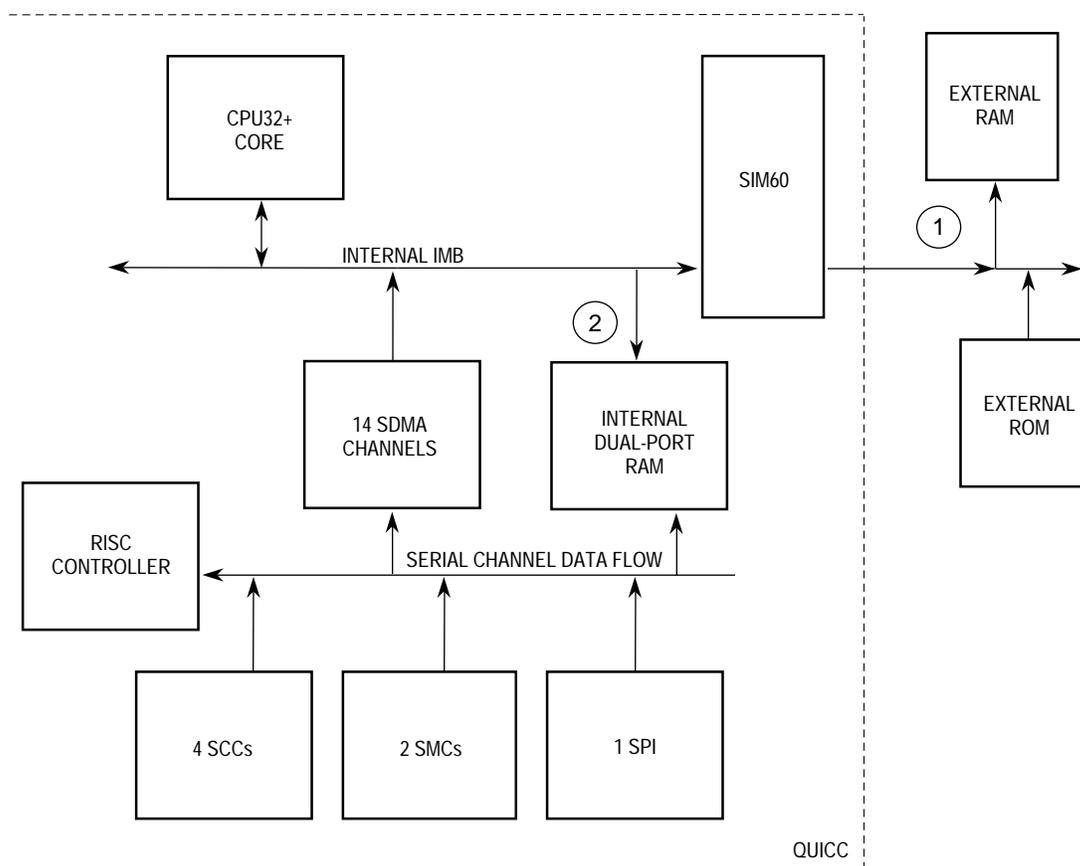 CPU32+
CORE
SIM60
EXTERNAL
RAM
1
INTERNAL IMB
2
14 SDMA
CHANNELS
INTERNAL
DUAL-PORT
RAM
EXTERNAL
ROM
RISC
CONTROLLER
SERIAL CHANNEL DATA FLOW
4 SCCs
2 SMCs
1 SPI
QUICC